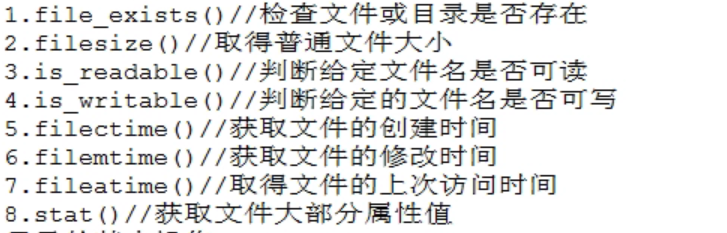 1.file_exists()//检查文件或目录是否存在
2.filesize()//取得普通文件大小
3.is_readable()//判断给定文件名是否可读
4.is_writable()//判断给定的文件名是否可写
5.filectime()//获取文件的创建时间
6.filemtime()//获取文件的修改时间
7.fileatime()//取得文件的上次访问时间
8.stat()//获取文件大部分属性值